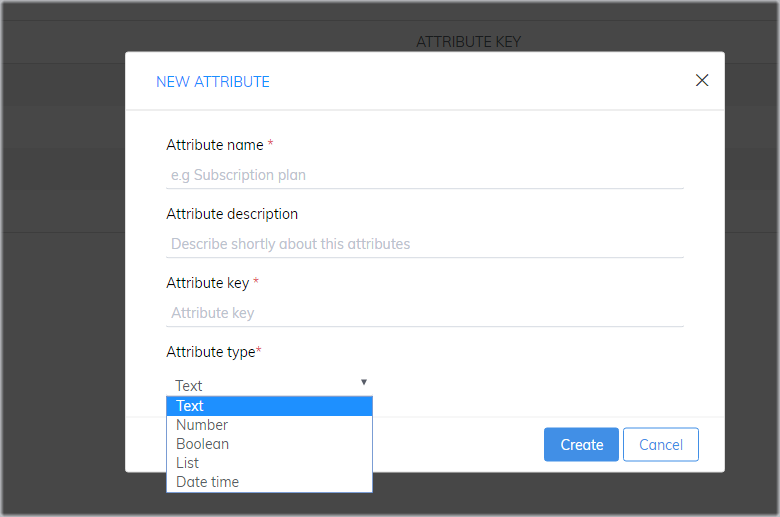 ATTRIBUTE KEY
NEW ATTRIBUTE
Attribute name *
e.g Subscription plan
Attribute description
Describe shortly about this attributes
Attribute key *
Attribute key
Attribute type*
Text
Text
Number
Boolean
List
Date time
Create
Cancel